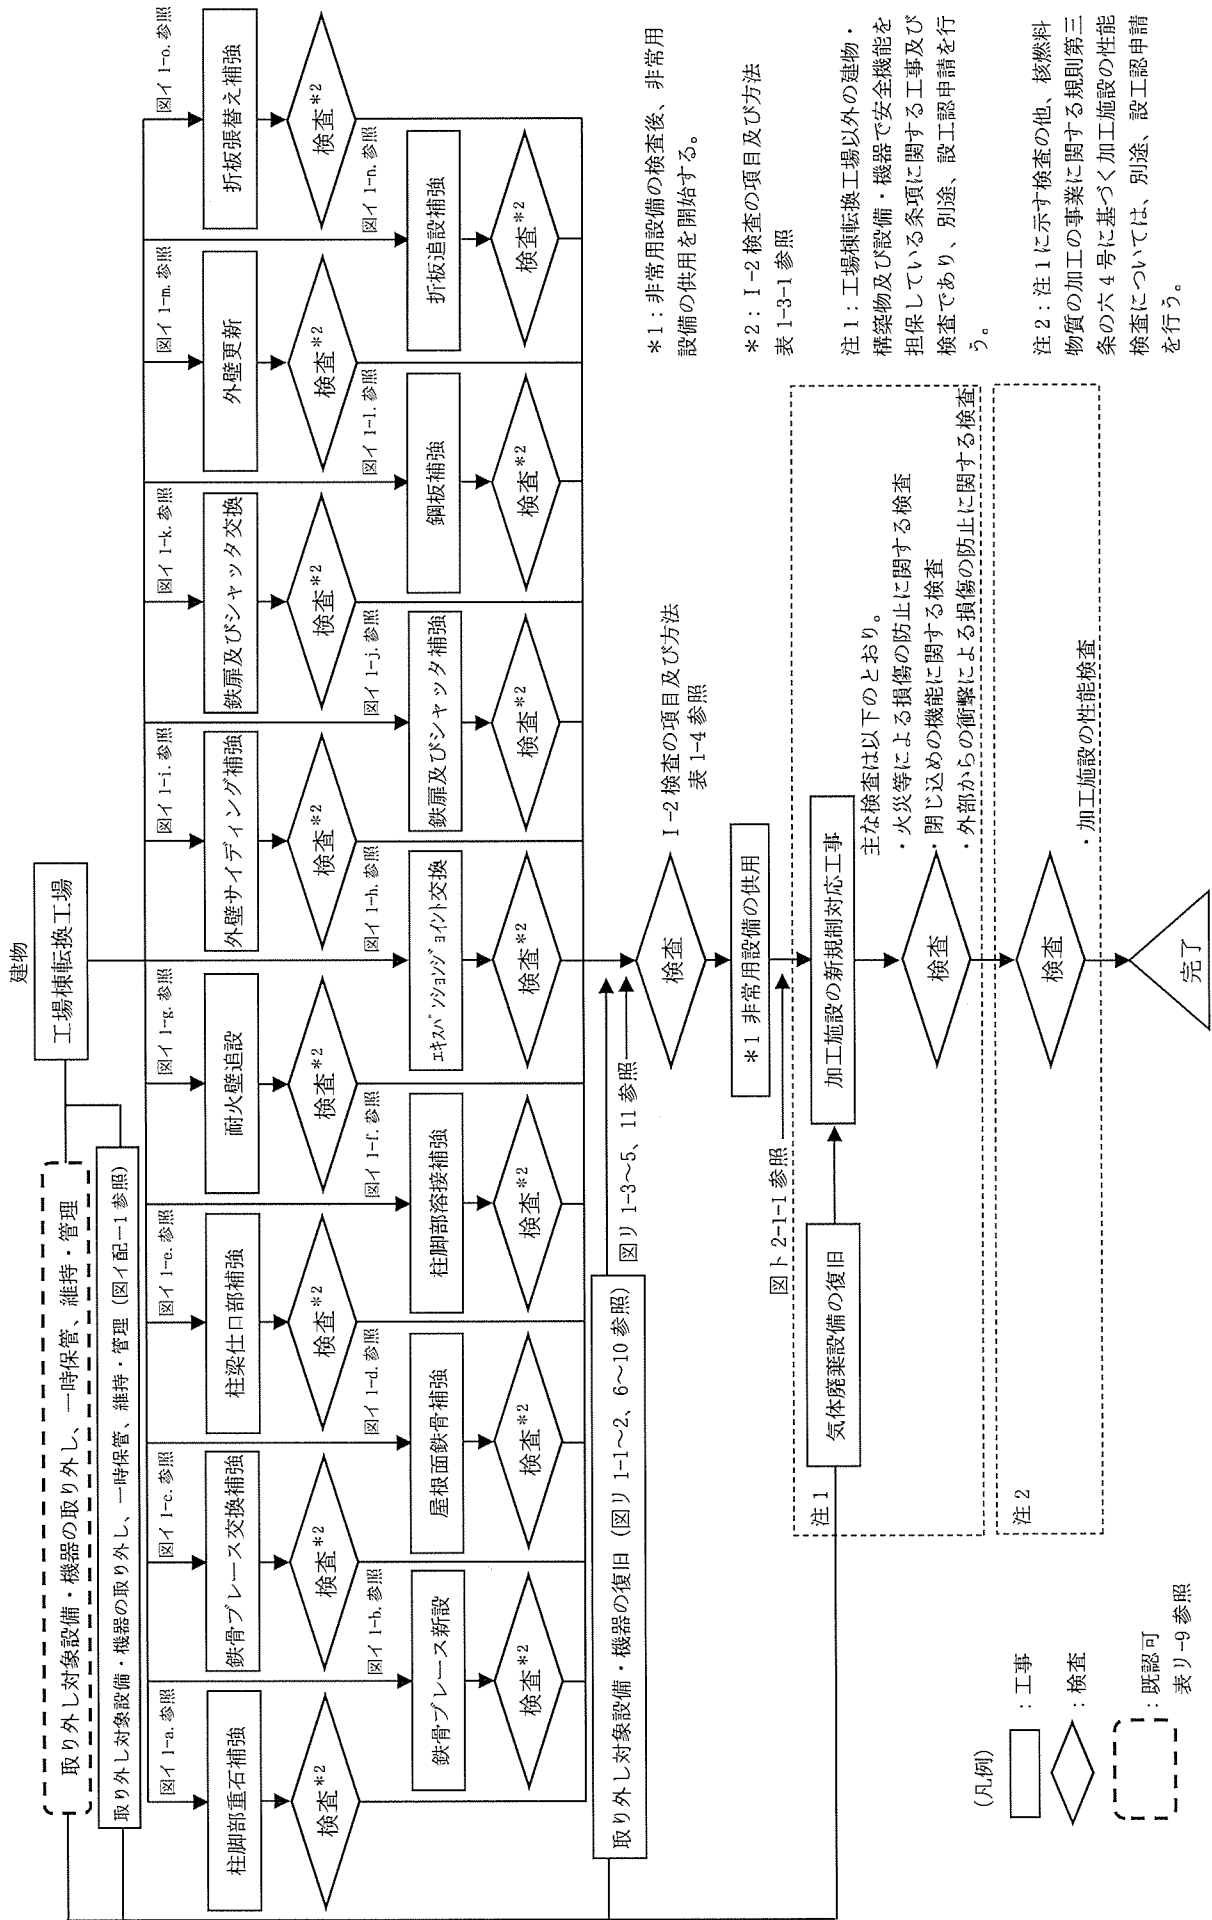 建物
工場棟転換工場
取り外し対象設備・機器の取り外し、一時保管、維持・管理
取り外し対象設備・機器の取り外し、一時保管、維持・管理（図イ配－1 参照）
図イ 1-a. 参照
柱脚部重石補強
検査*2
図イ 1-b. 参照
鉄骨ブレース新設
検査*2
図イ 1-c. 参照
鉄骨ブレース交換補強
検査*2
図イ 1-d. 参照
屋根面鉄骨補強
検査*2
図イ 1-e. 参照
柱梁仕口部補強
検査*2
図イ 1-f. 参照
柱脚部溶接補強
検査*2
図イ 1-g. 参照
耐火壁追設
検査*2
図イ 1-h. 参照
ｴｷｽﾊﾟﾝｼｮﾝｼﾞｮｲﾝﾄ交換
検査*2
図イ 1-i. 参照
外壁サイディング補強
検査*2
図イ 1-j. 参照
鉄扉及びシャッタ補強
検査*2
図イ 1-k. 参照
鉄扉及びシャッタ交換
検査*2
図イ 1-l. 参照
鋼板補強
検査*2
図イ 1-m. 参照
外壁更新
検査*2
図イ 1-n. 参照
折板追設補強
検査*2
図イ 1-o. 参照
折板張替え補強
検査*2
取り外し対象設備・機器の復旧（図リ 1-1～2、6～10 参照）
図リ 1-3～5、11 参照
検査
Ⅰ-2 検査の項目及び方法
表 1-4 参照
*1 非常用設備の供用
図ト 2-1-1 参照
注 1
気体廃棄設備の復旧
加工施設の新規制対応工事
検査
主な検査は以下のとおり。
・火災等による損傷の防止に関する検査
・閉じ込めの機能に関する検査
・外部からの衝撃による損傷の防止に関する検査
注 2
検査
・加工施設の性能検査
完了
*1：非常用設備の検査後、非常用
設備の供用を開始する。
*2：Ⅰ-2 検査の項目及び方法
表 1-3-1 参照
注 1：工場棟転換工場以外の建物・
構築物及び設備・機器で安全機能を
担保している条項に関する工事及び
検査であり、別途、設工認申請を行
う。
注 2：注 1 に示す検査の他、核燃料
物質の加工の事業に関する規則第三
条の六 4 号に基づく加工施設の性能
検査については、別途、設工認申請
を行う。
(凡例)
：工事
：検査
：既認可
表リ-9 参照